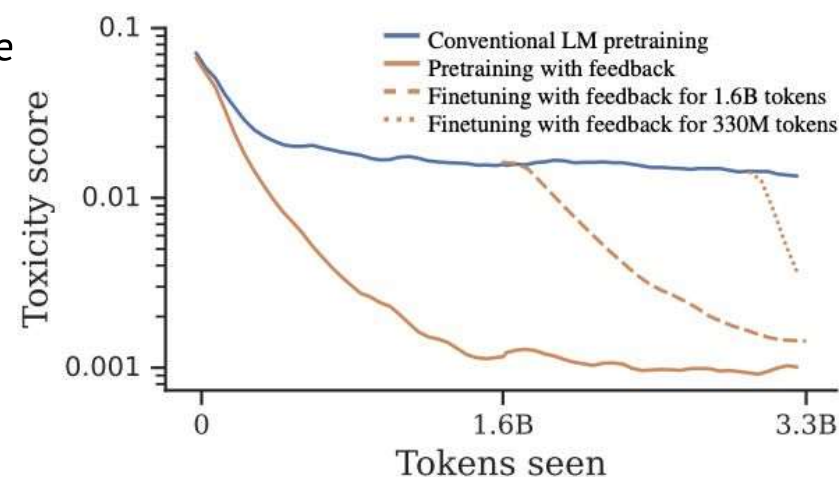 e
0.1
Conventional LM pretraining
Pretraining with feedback
Finetuning with feedback for 1.6B tokens
Finetuning with feedback for 330M tokens
Toxicity score
0.01
0.001
0
1.6B
3.3B
Tokens seen